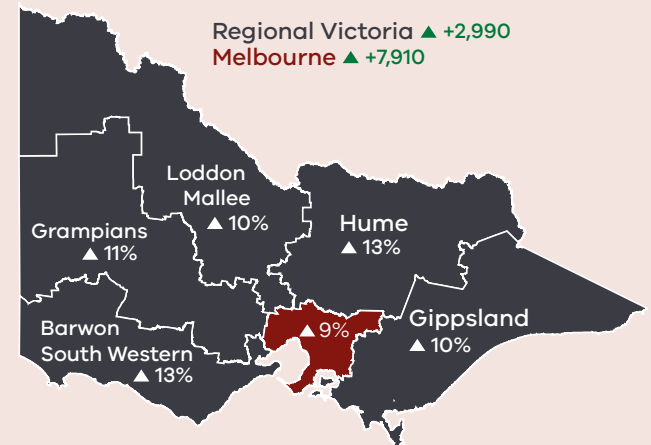 Regional Victoria ▲ +2,990
Melbourne ▲ +7,910
Loddon
Mallee
▲ 10%
Hume
▲ 13%
Grampians
▲ 11%
▲ 9%
Gippsland
▲ 10%
Barwon
South Western
▲ 13%